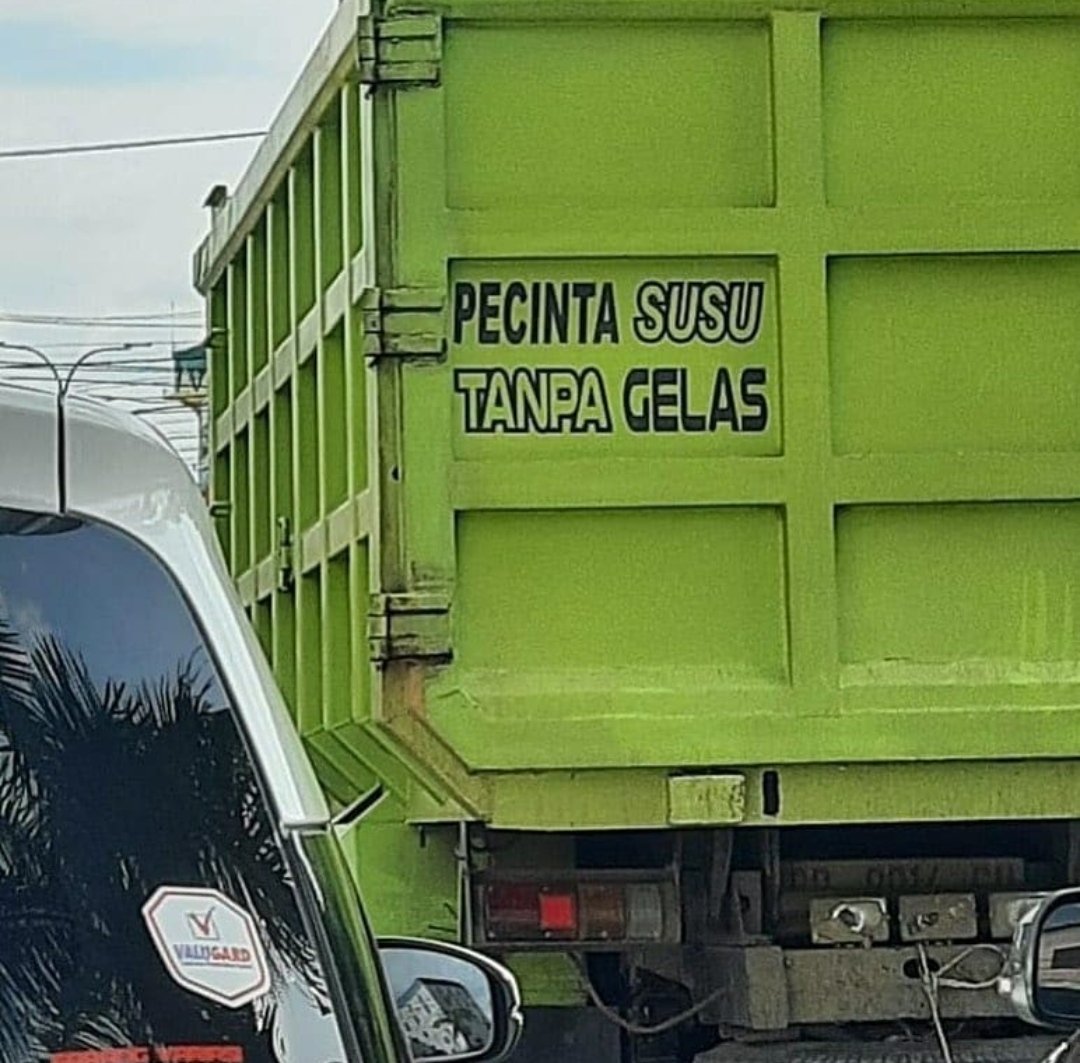 PECINTA SUSU
TANPA GELAS
VALUGARD